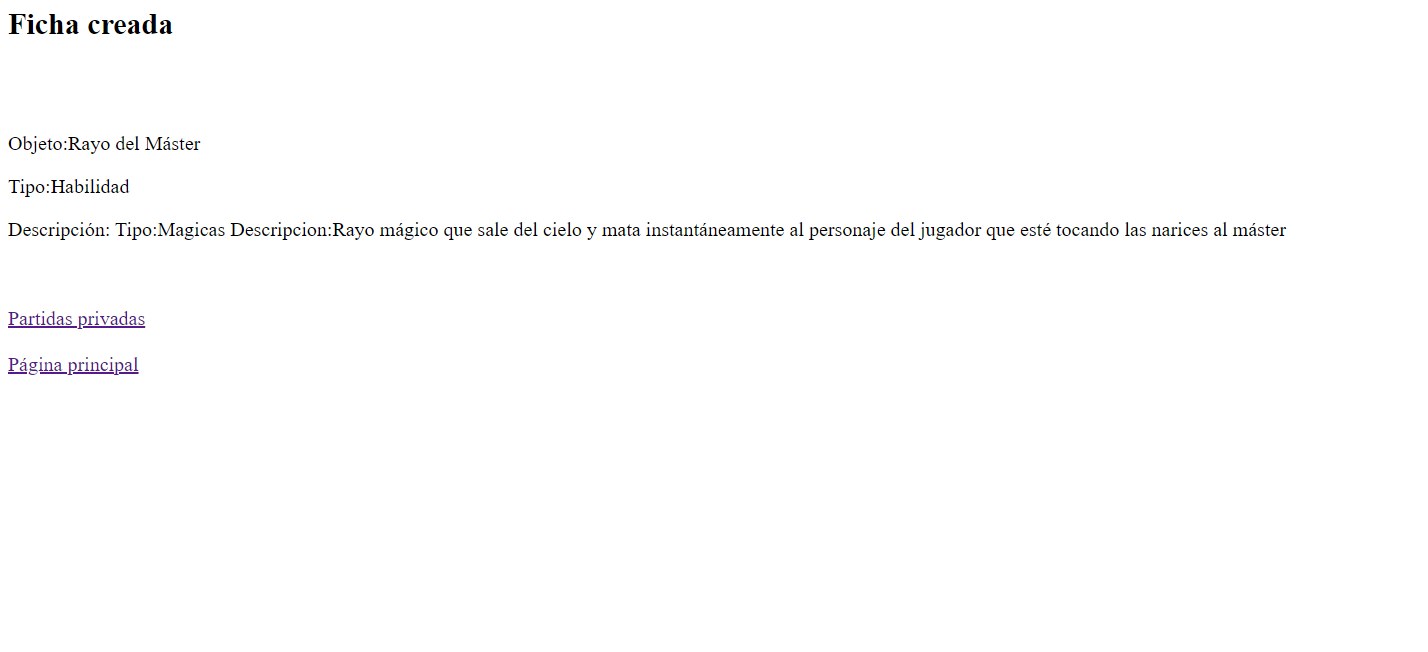 Ficha creada
Objeto:Rayo del Máster
Tipo:Habilidad
Descripción: Tipo:Magicas Descripcion:Rayo mágico que sale del cielo y mata instantáneamente al personaje del jugador que esté tocando las narices al máster
Partidas privadas
Página principal